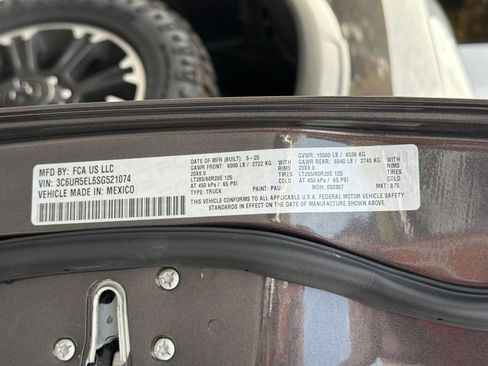 MFD BY: FCA US LLC
VIN: 3C6UR5EL6SG521074
VEHICLE MADE IN: MEXICO
DATE OF MFR (BUILT): 5-25
GAWR FRONT: 6000 LB / 2722 KG
20X8.0
LT285/60R20E 125
AT 450 kPa / 65 PSI
TYPE: TRUCK
PAINT: PAU
WITH
RIMS
TIRES
GVWR: 10000 LB / 4536 KG
GAWR REAR: 6040 LB / 2740 KG
20X8.0
LT285/60R20E 125
AT 450 kPa / 65 PSI
MDH: 050307
WITH
RIMS
TIRES
MKT: 875
THIS VEHICLE CONFORMS TO ALL APPLICABLE U.S.A. FEDERAL MOTOR VEHICLE SAFETY
STANDARDS IN EFFECT ON THE DATE OF MANUFACTURE SHOWN ABOVE.